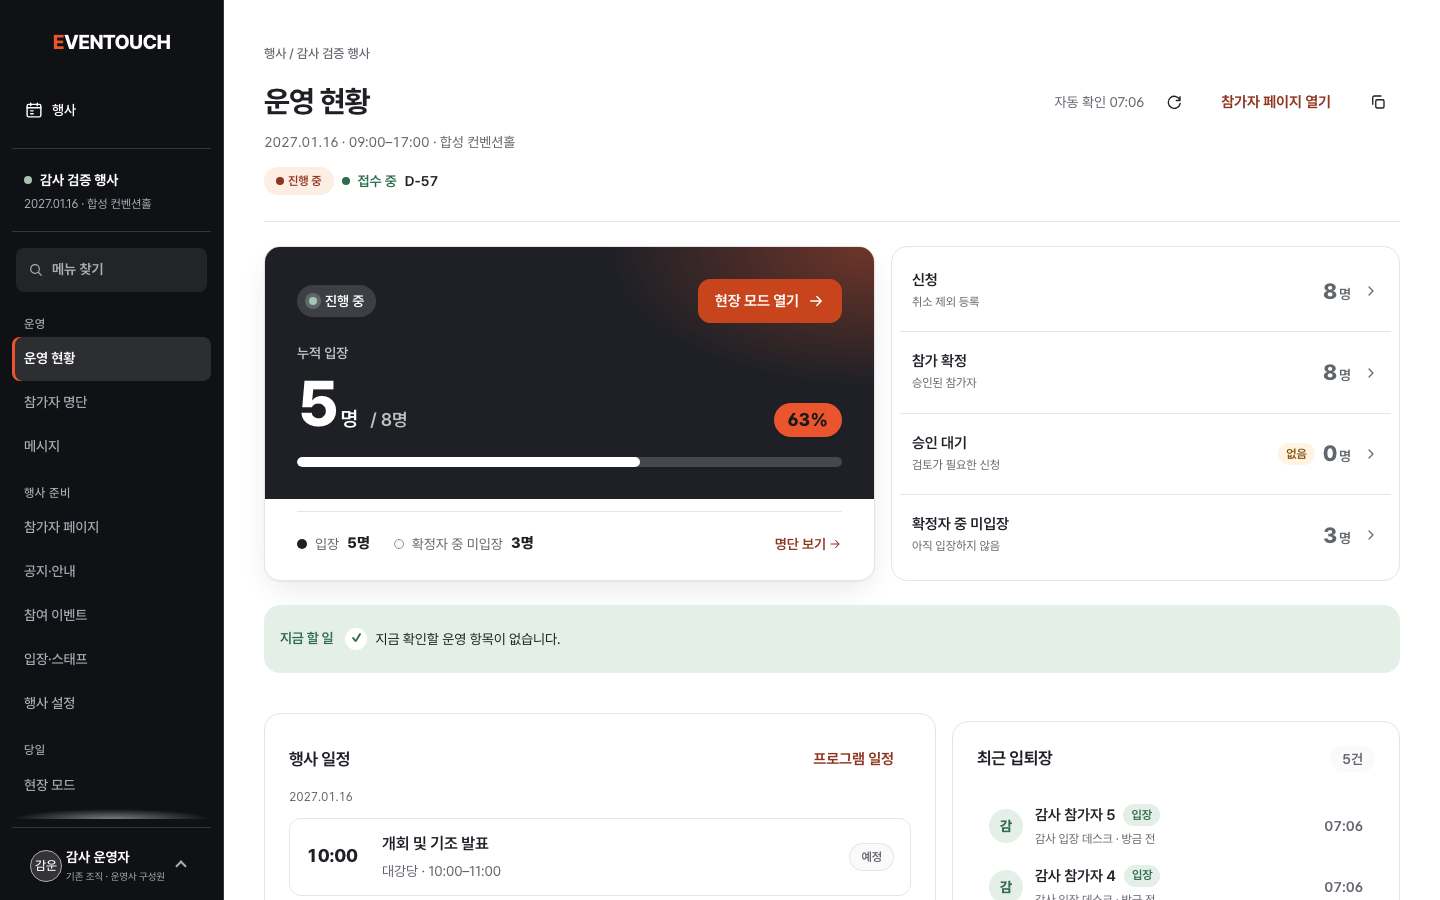 EVENTOUCH
행사
감사 검증 행사
2027.01.16 · 합성 컨벤션홀
메뉴 찾기
운영
운영 현황
참가자 명단
메시지
행사 준비
참가자 페이지
공지·안내
참여 이벤트
입장·스태프
행사 설정
당일
현장 모드
감운
감사 운영자
기존 조직 · 운영사 구성원
행사 / 감사 검증 행사
운영 현황
자동 확인 07:06
참가자 페이지 열기
2027.01.16 · 09:00–17:00 · 합성 컨벤션홀
진행 중
접수 중 D-57
진행 중
현장 모드 열기 →
누적 입장
5명 / 8명
63%
입장 5명
확정자 중 미입장 3명
명단 보기 →
신청
취소 제외 등록
8명
참가 확정
승인된 참가자
8명
승인 대기
검토가 필요한 신청
없음
0명
확정자 중 미입장
아직 입장하지 않음
3명
지금 할 일
지금 확인할 운영 항목이 없습니다.
행사 일정
프로그램 일정
2027.01.16
10:00
개회 및 기조 발표
대강당 · 10:00–11:00
예정
최근 입퇴장
5건
감
감사 참가자 5 입장
감사 입장 데스크 · 방금 전
07:06
감
감사 참가자 4 입장
감사 입장 데스크 · 방금 전
07:06